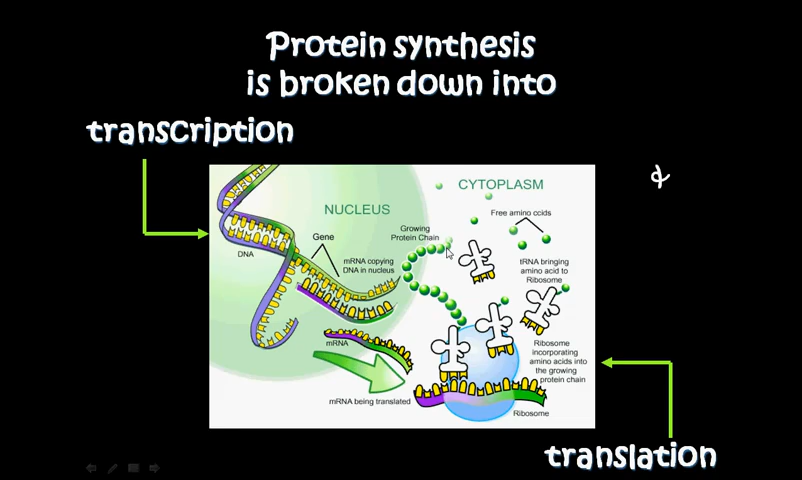 Protein synthesis
is broken down into
transcription
&
CYTOPLASM
NUCLEUS
Free amino ccids
Growing
Protein Chain
Gene
DNA
mRNA copying
DNA in nucleus
tRNA bringing
amino acid to
Ribosome
mRNA
Ribosome
incorporating
amino acids into
the growing
protein chain
mRNA being translated
Ribosome
translation